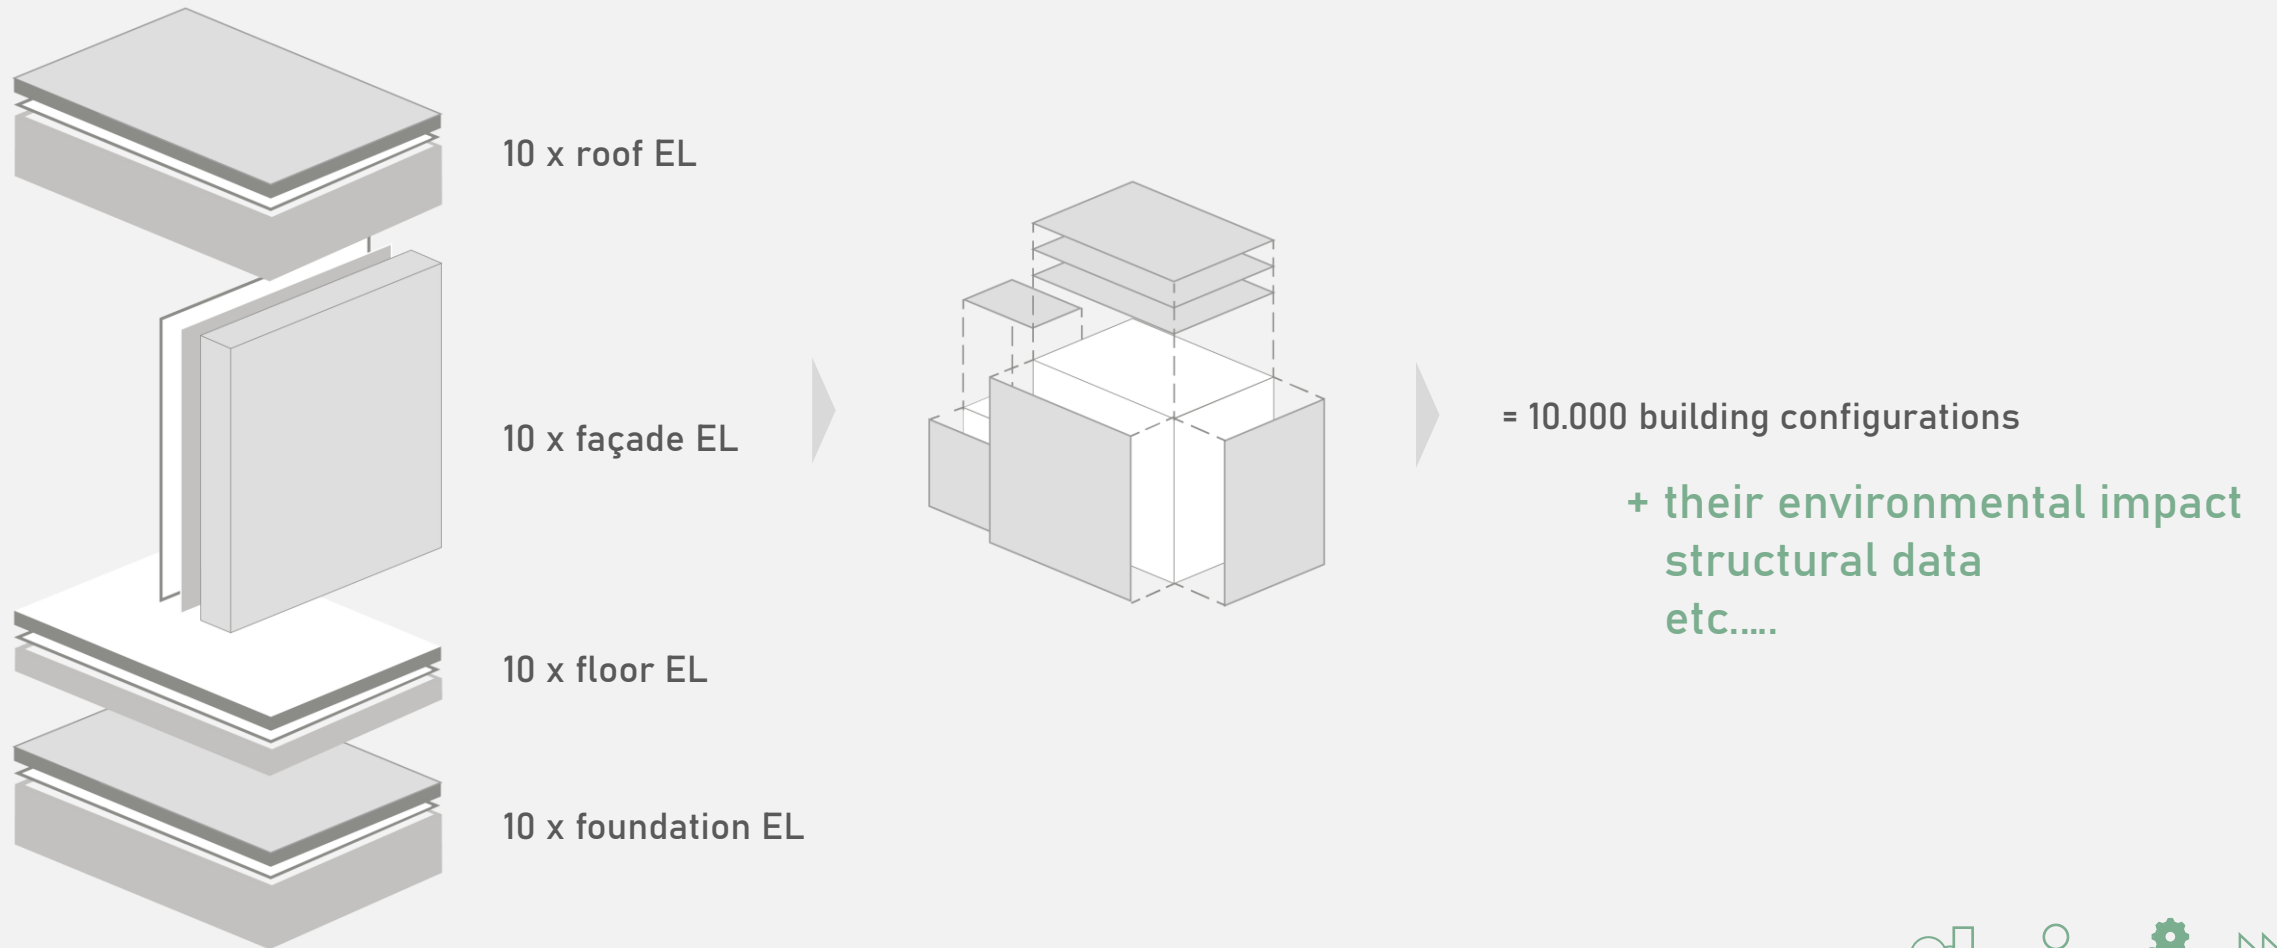 10 x roof EL
10 x façade EL
10 x floor EL
10 x foundation EL
= 10.000 building configurations
+ their environmental impact
structural data
etc.....